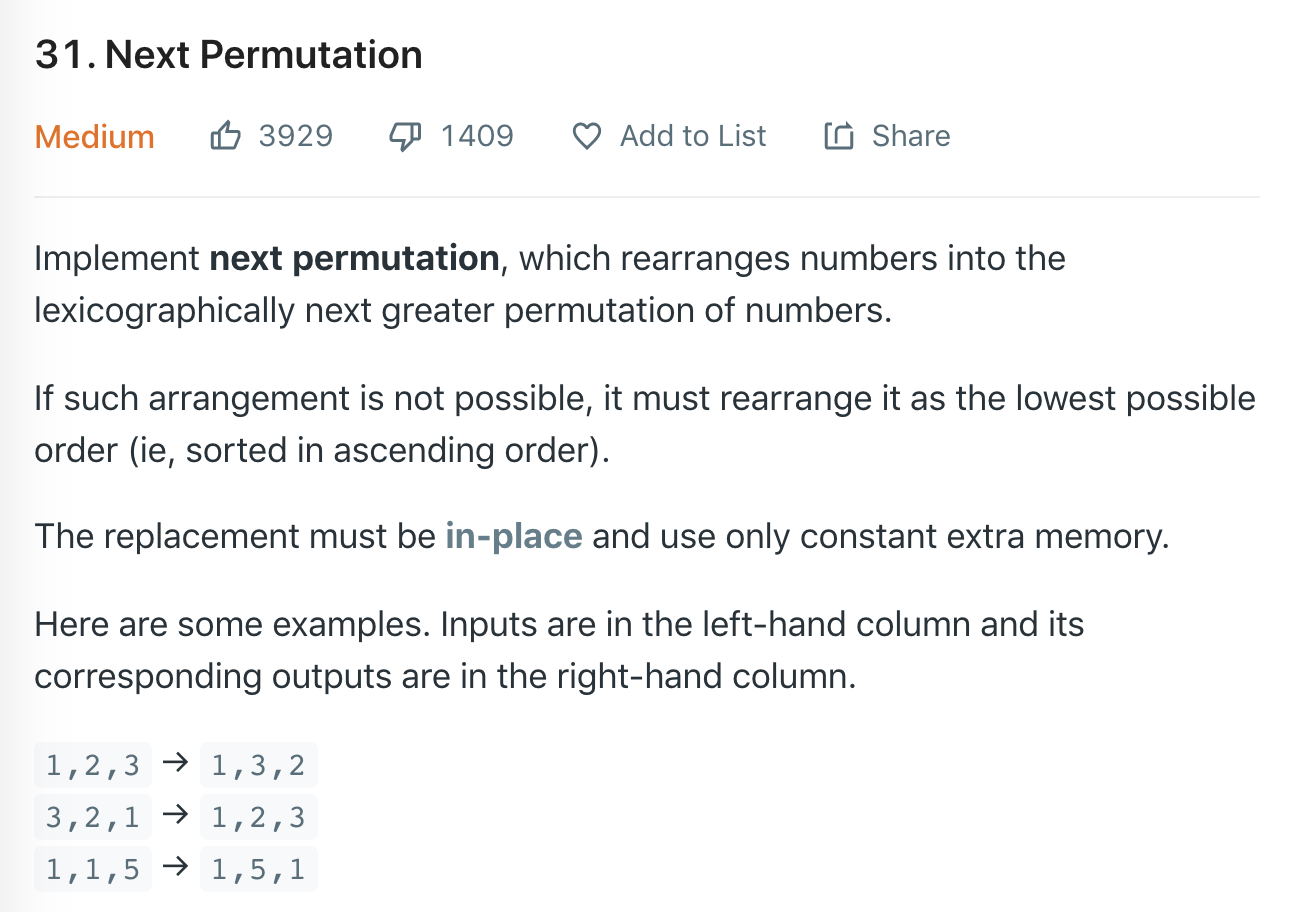 31. Next Permutation
Medium 3929 1409 Add to List Share
Implement next permutation, which rearranges numbers into the
lexicographically next greater permutation of numbers.
If such arrangement is not possible, it must rearrange it as the lowest possible
order (ie, sorted in ascending order).
The replacement must be in-place and use only constant extra memory.
Here are some examples. Inputs are in the left-hand column and its
corresponding outputs are in the right-hand column.
1,2,3 → 1,3,2
3,2,1 → 1,2,3
1,1,5 → 1,5,1